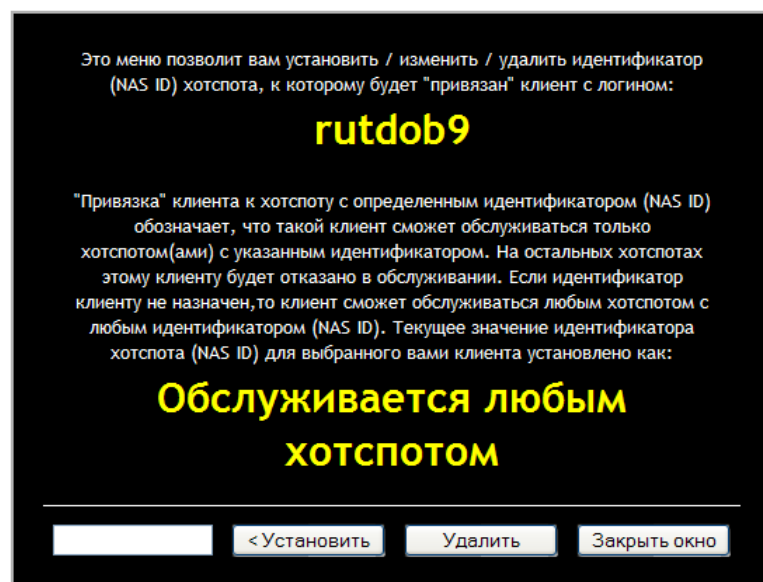 Это меню позволит вам установить / изменить / удалить идентификатор
(NAS ID) хотспота, к которому будет "привязан" клиент с логином:
rutdob9
"Привязка" клиента к хотспоту с определенным идентификатором (NAS ID)
обозначает, что такой клиент сможет обслуживаться только
хотспотом(ами) с указанным идентификатором. На остальных хотспотах
этому клиенту будет отказано в обслуживании. Если идентификатор
клиенту не назначен,то клиент сможет обслуживаться любым хотспотом с
любым идентификатором (NAS ID). Текущее значение идентификатора
хотспота (NAS ID) для выбранного вами клиента установлено как:
Обслуживается любым
хотспотом
< Установить Удалить Закрыть окно